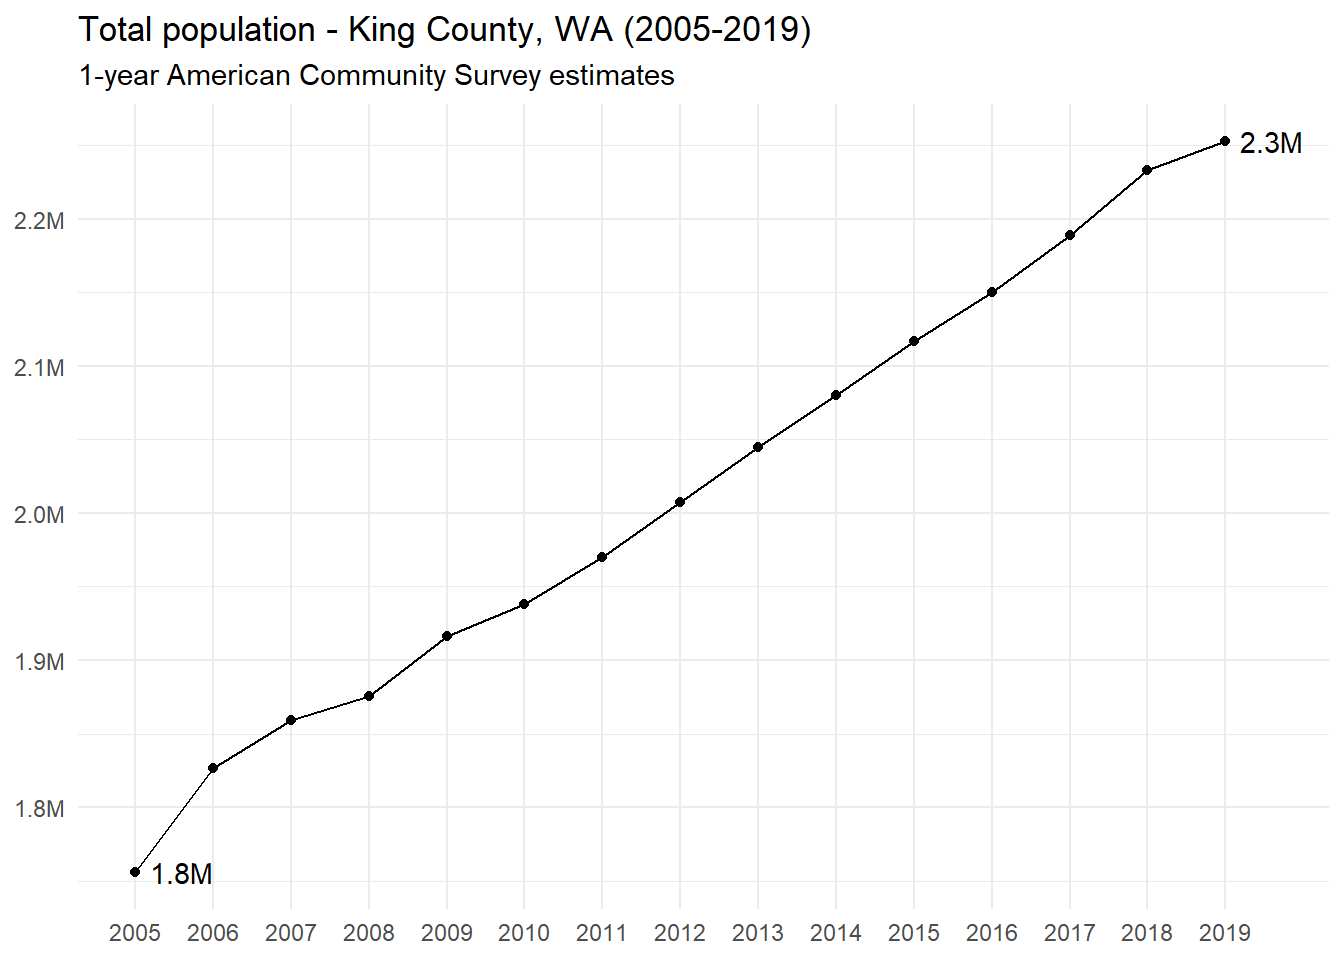 Total population - King County, WA (2005-2019)
1-year American Community Survey estimates
2.3M
2.2M
2.1M
2.0M
1.9M
1.8M
1.8M
2005 2006 2007 2008 2009 2010 2011 2012 2013 2014 2015 2016 2017 2018 2019